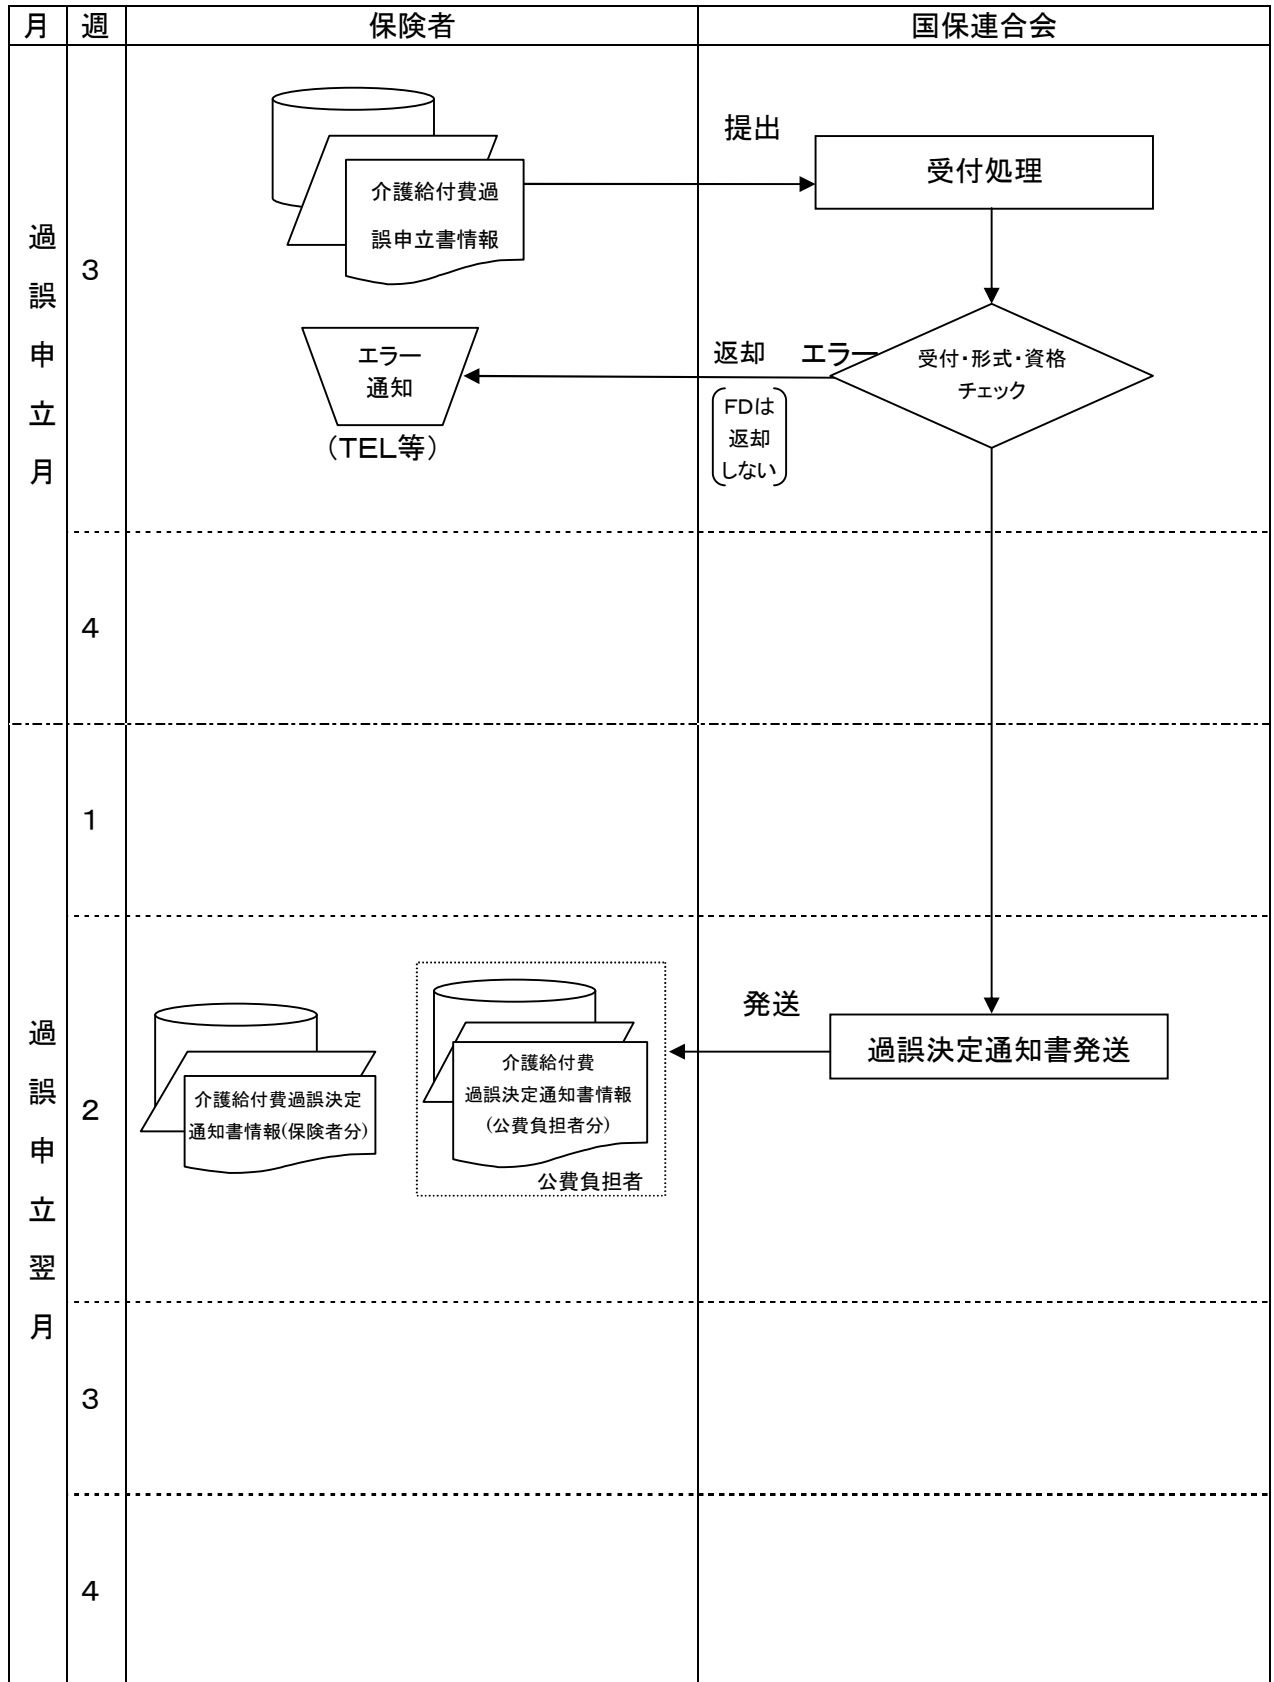 月 週 保険者 国保連合会
過誤申立月
3
介護給付費過
誤申立書情報
提出
受付処理
エラー
通知
(TEL等)
返却 エラー
FDは
返却
しない
受付・形式・資格
チェック
4
過誤申立翌月
1
2
介護給付費過誤決定
通知書情報(保険者分)
介護給付費
過誤決定通知書情報
(公費負担者分)
公費負担者
発送
過誤決定通知書発送
3
4